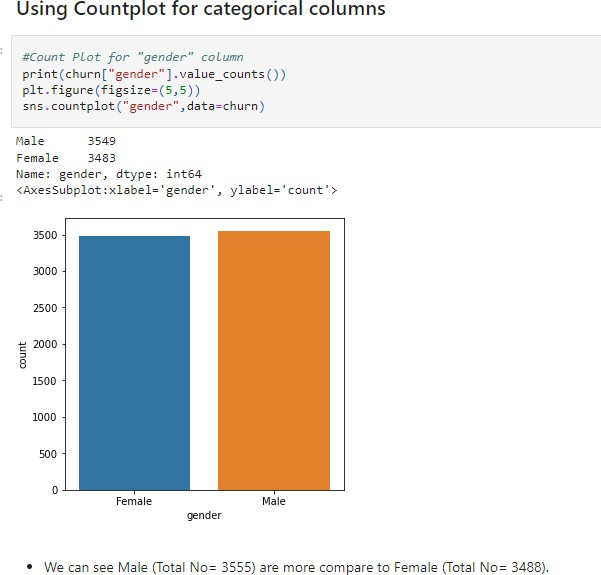 Using Countplot for categorical columns
#Count Plot for "gender" column
print(churn["gender"].value_counts())
plt.figure(figsize=(5,5))
sns.countplot("gender",data=churn)
Male 3549
Female 3483
Name: gender, dtype: int64
<AxesSubplot:xlabel='gender', ylabel='count'>
3500
3000
2500
2000
1500
1000
500
0
count
Female Male
gender
• We can see Male (Total No= 3555) are more compare to Female (Total No= 3488).